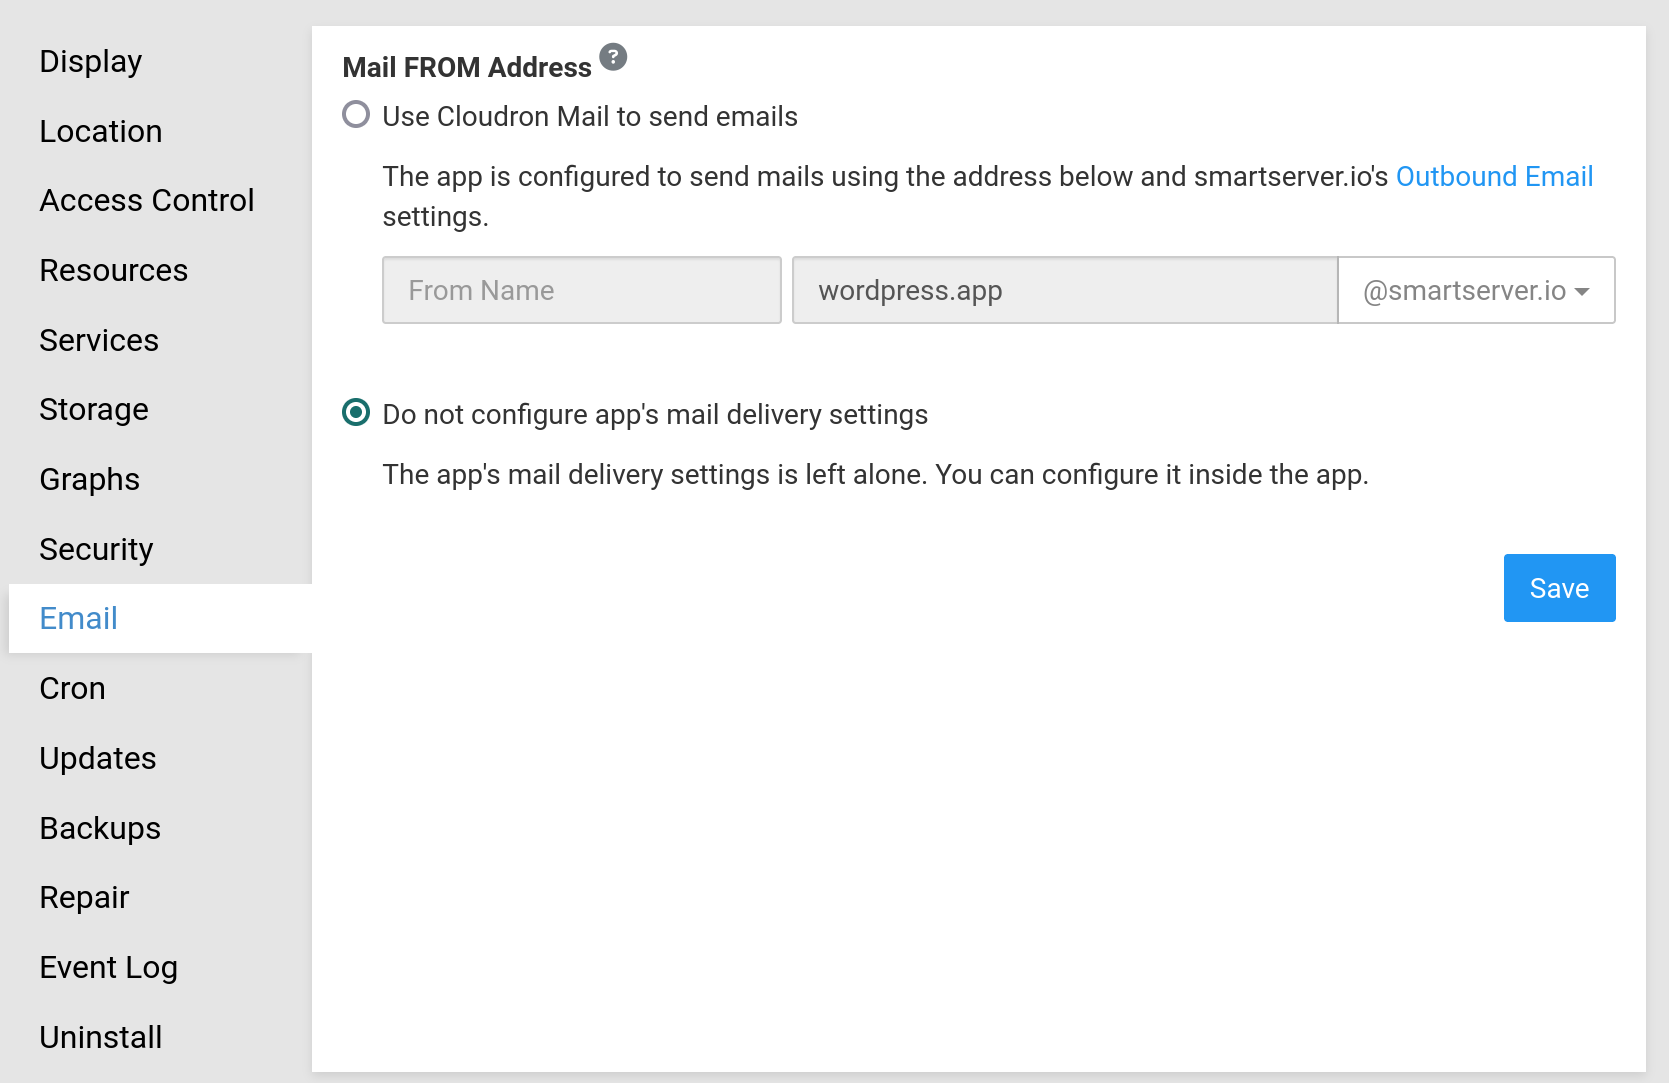 Display
Location
Access Control
Resources
Services
Storage
Graphs
Security
Email
Cron
Updates
Backups
Repair
Event Log
Uninstall
Mail FROM Address ?
Use Cloudron Mail to send emails
The app is configured to send mails using the address below and smartserver.io's Outbound Email
settings.
From Name wordpress.app @smartserver.io
Do not configure app's mail delivery settings
The app's mail delivery settings is left alone. You can configure it inside the app.
Save